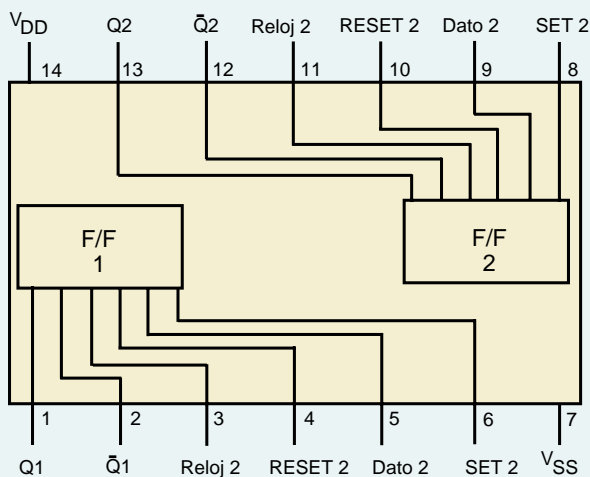 VDD Q2 Q̄2 Reloj 2 RESET 2 Dato 2 SET 2
14 13 12 11 10 9 8
F/F
1
F/F
2
1 2 3 4 5 6 7
Q1 Q̄1 Reloj 2 RESET 2 Dato 2 SET 2 VSS